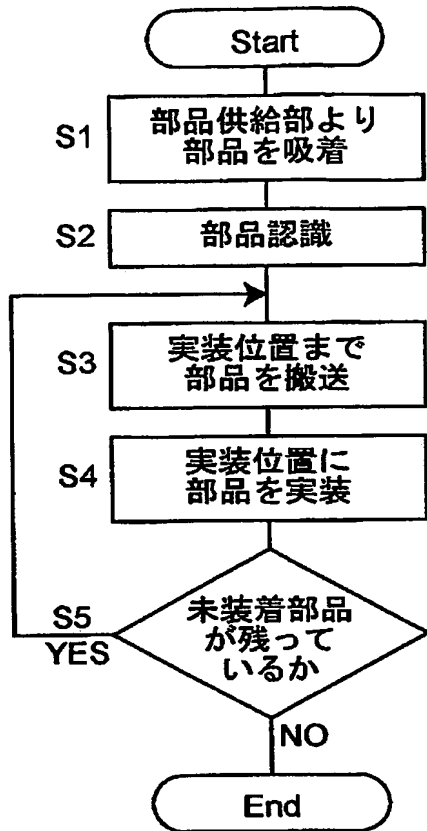 Start
S1
部品供給部より
部品を吸着
S2
部品認識
S3
実装位置まで
部品を搬送
S4
実装位置に
部品を実装
S5
YES
未装着部品
が残って
いるか
NO
End